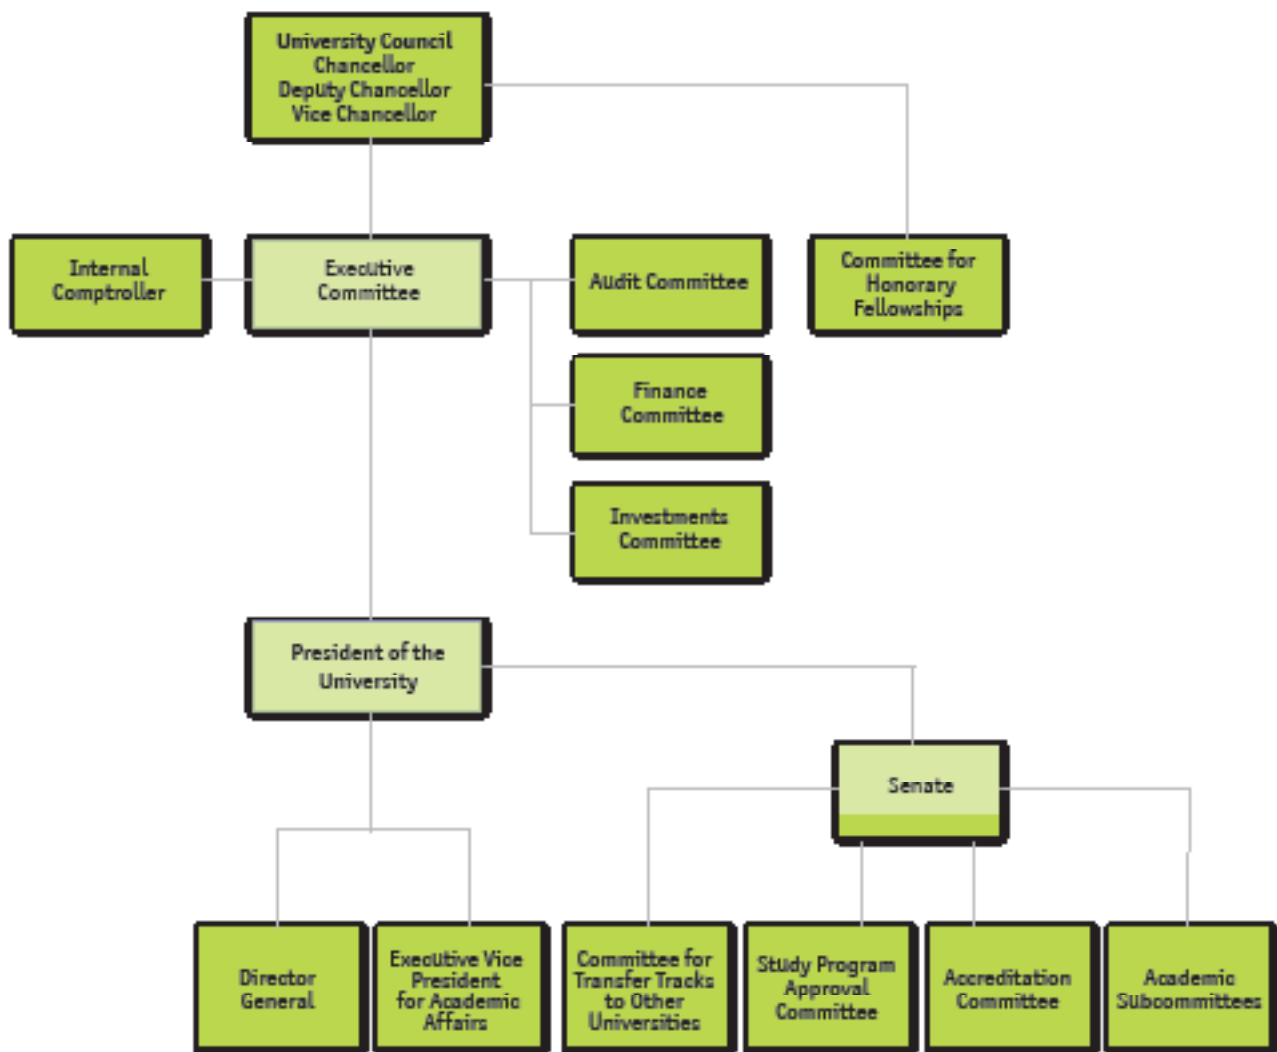 University Council
Chancellor
Deputy Chancellor
Vice Chancellor
Internal
Comptroller
Executive
Committee
Audit Committee
Committee for
Honorary
Fellowships
Finance
Committee
Investments
Committee
President of the
University
Senate
Director
General
Executive Vice
President
for Academic
Affairs
Committee for
Transfer Tracks
to Other
Universities
Study Program
Approval
Committee
Accreditation
Committee
Academic
Subcommittees